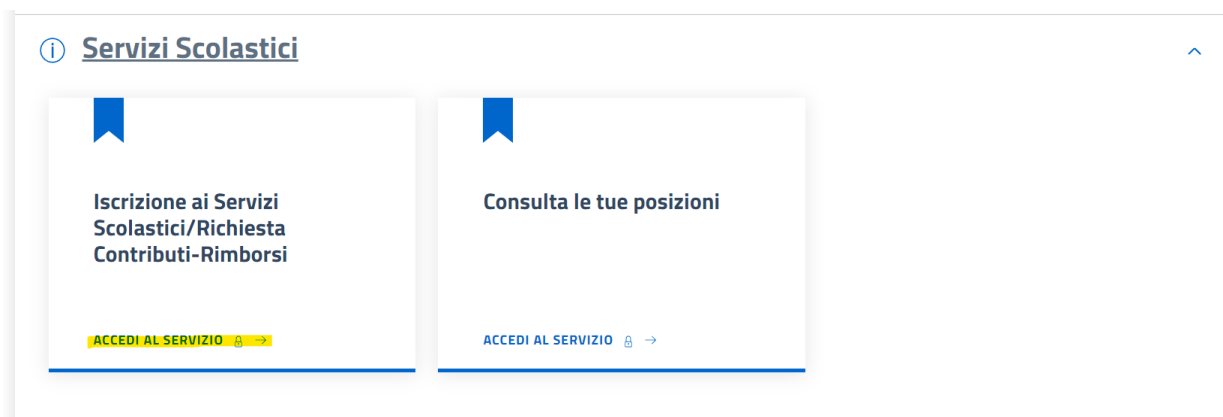 Servizi Scolastici
Iscrizione ai Servizi
Scolastici/Richiesta
Contributi-Rimborsi
ACCEDI AL SERVIZIO
Consulta le tue posizioni
ACCEDI AL SERVIZIO